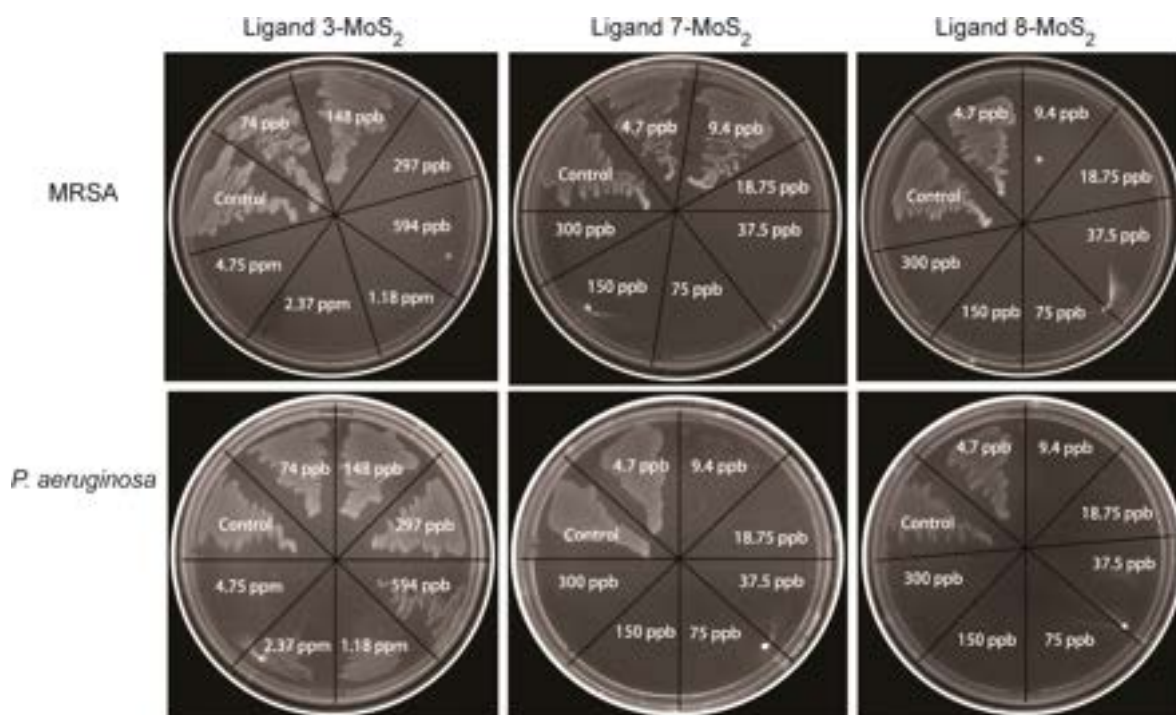 Ligand 3-MoS2
Ligand 7-MoS2
Ligand 8-MoS2
MRSA
74 ppb
148 ppb
297 ppb
594 ppb
1.18 ppm
2.37 ppm
4.75 ppm
Control
4.7 ppb
9.4 ppb
18.75 ppb
37.5 ppb
75 ppb
150 ppb
300 ppb
Control
4.7 ppb
9.4 ppb
18.75 ppb
37.5 ppb
75 ppb
150 ppb
300 ppb
Control
P. aeruginosa
74 ppb
148 ppb
297 ppb
594 ppb
1.18 ppm
2.37 ppm
4.75 ppm
Control
4.7 ppb
9.4 ppb
18.75 ppb
37.5 ppb
75 ppb
150 ppb
300 ppb
Control
4.7 ppb
9.4 ppb
18.75 ppb
37.5 ppb
75 ppb
150 ppb
300 ppb
Control